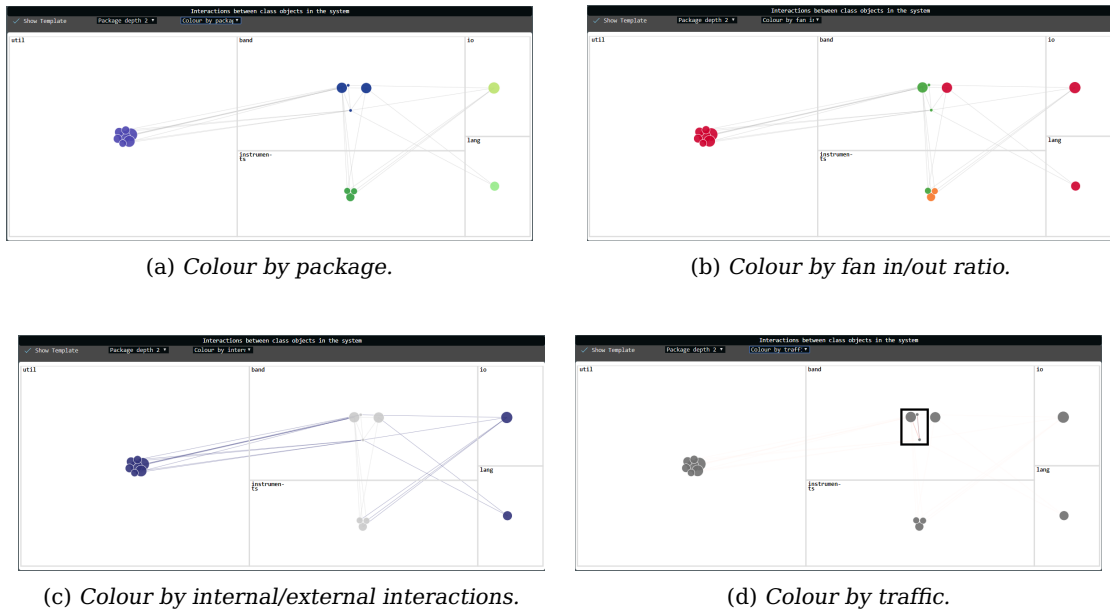 Interactions between class objects in the system
Show Template Package depth 2 Colour by packag
util band io
lang
instrumen-
ts
(a) Colour by package.
Interactions between class objects in the system
Show Template Package depth 2 Colour by fan in
util band io
lang
instrumen-
ts
(b) Colour by fan in/out ratio.
Interactions between class objects in the system
Show Template Package depth 2 Colour by inter
util band io
lang
instrumen-
ts
(c) Colour by internal/external interactions.
Interactions between class objects in the system
Show Template Package depth 2 Colour by traff
util band io
lang
instrumen-
ts
(d) Colour by traffic.